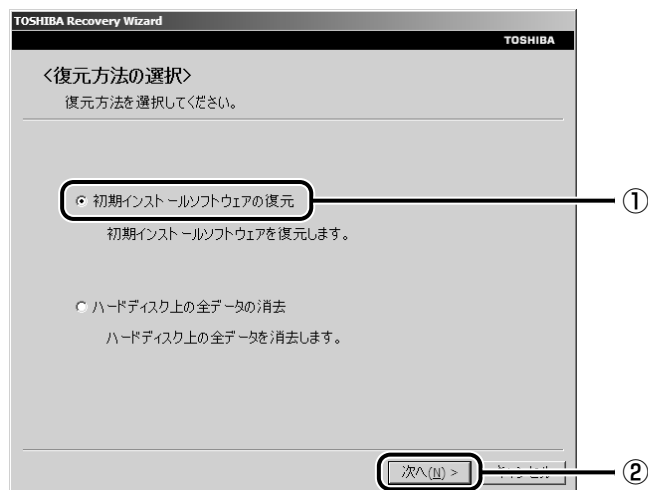 TOSHIBA Recovery Wizard
TOSHIBA
<復元方法の選択>
復元方法を選択してください。
初期インストールソフトウェアの復元
①
初期インストールソフトウェアを復元します。
ハードディスク上の全データの消去
ハードディスク上の全データを消去します。
次へ(N) >
②